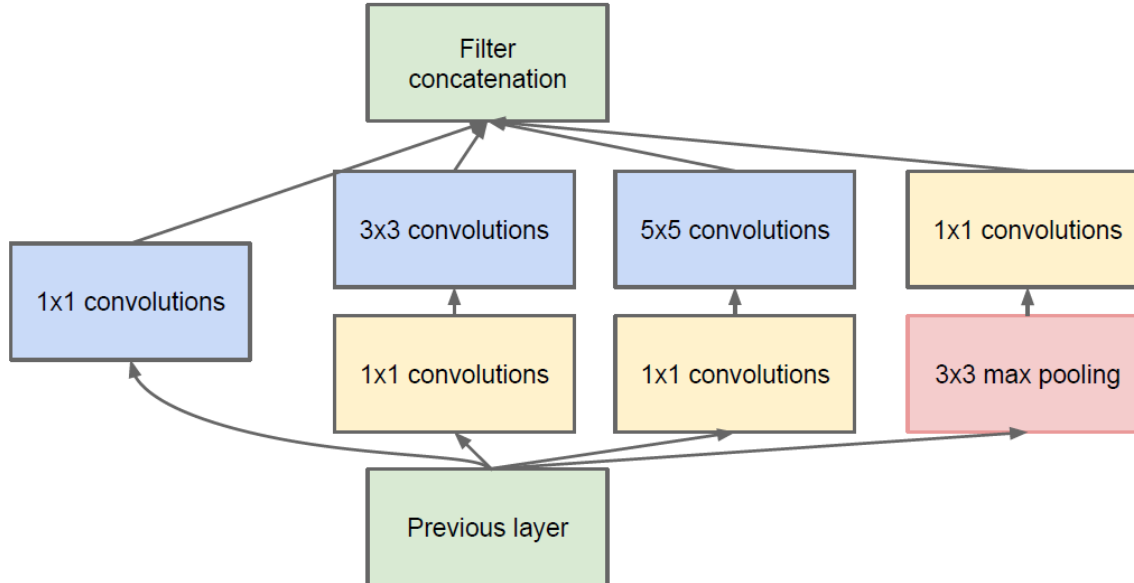 Filter
concatenation
3x3 convolutions
5x5 convolutions
1x1 convolutions
1x1 convolutions
1x1 convolutions
1x1 convolutions
3x3 max pooling
Previous layer